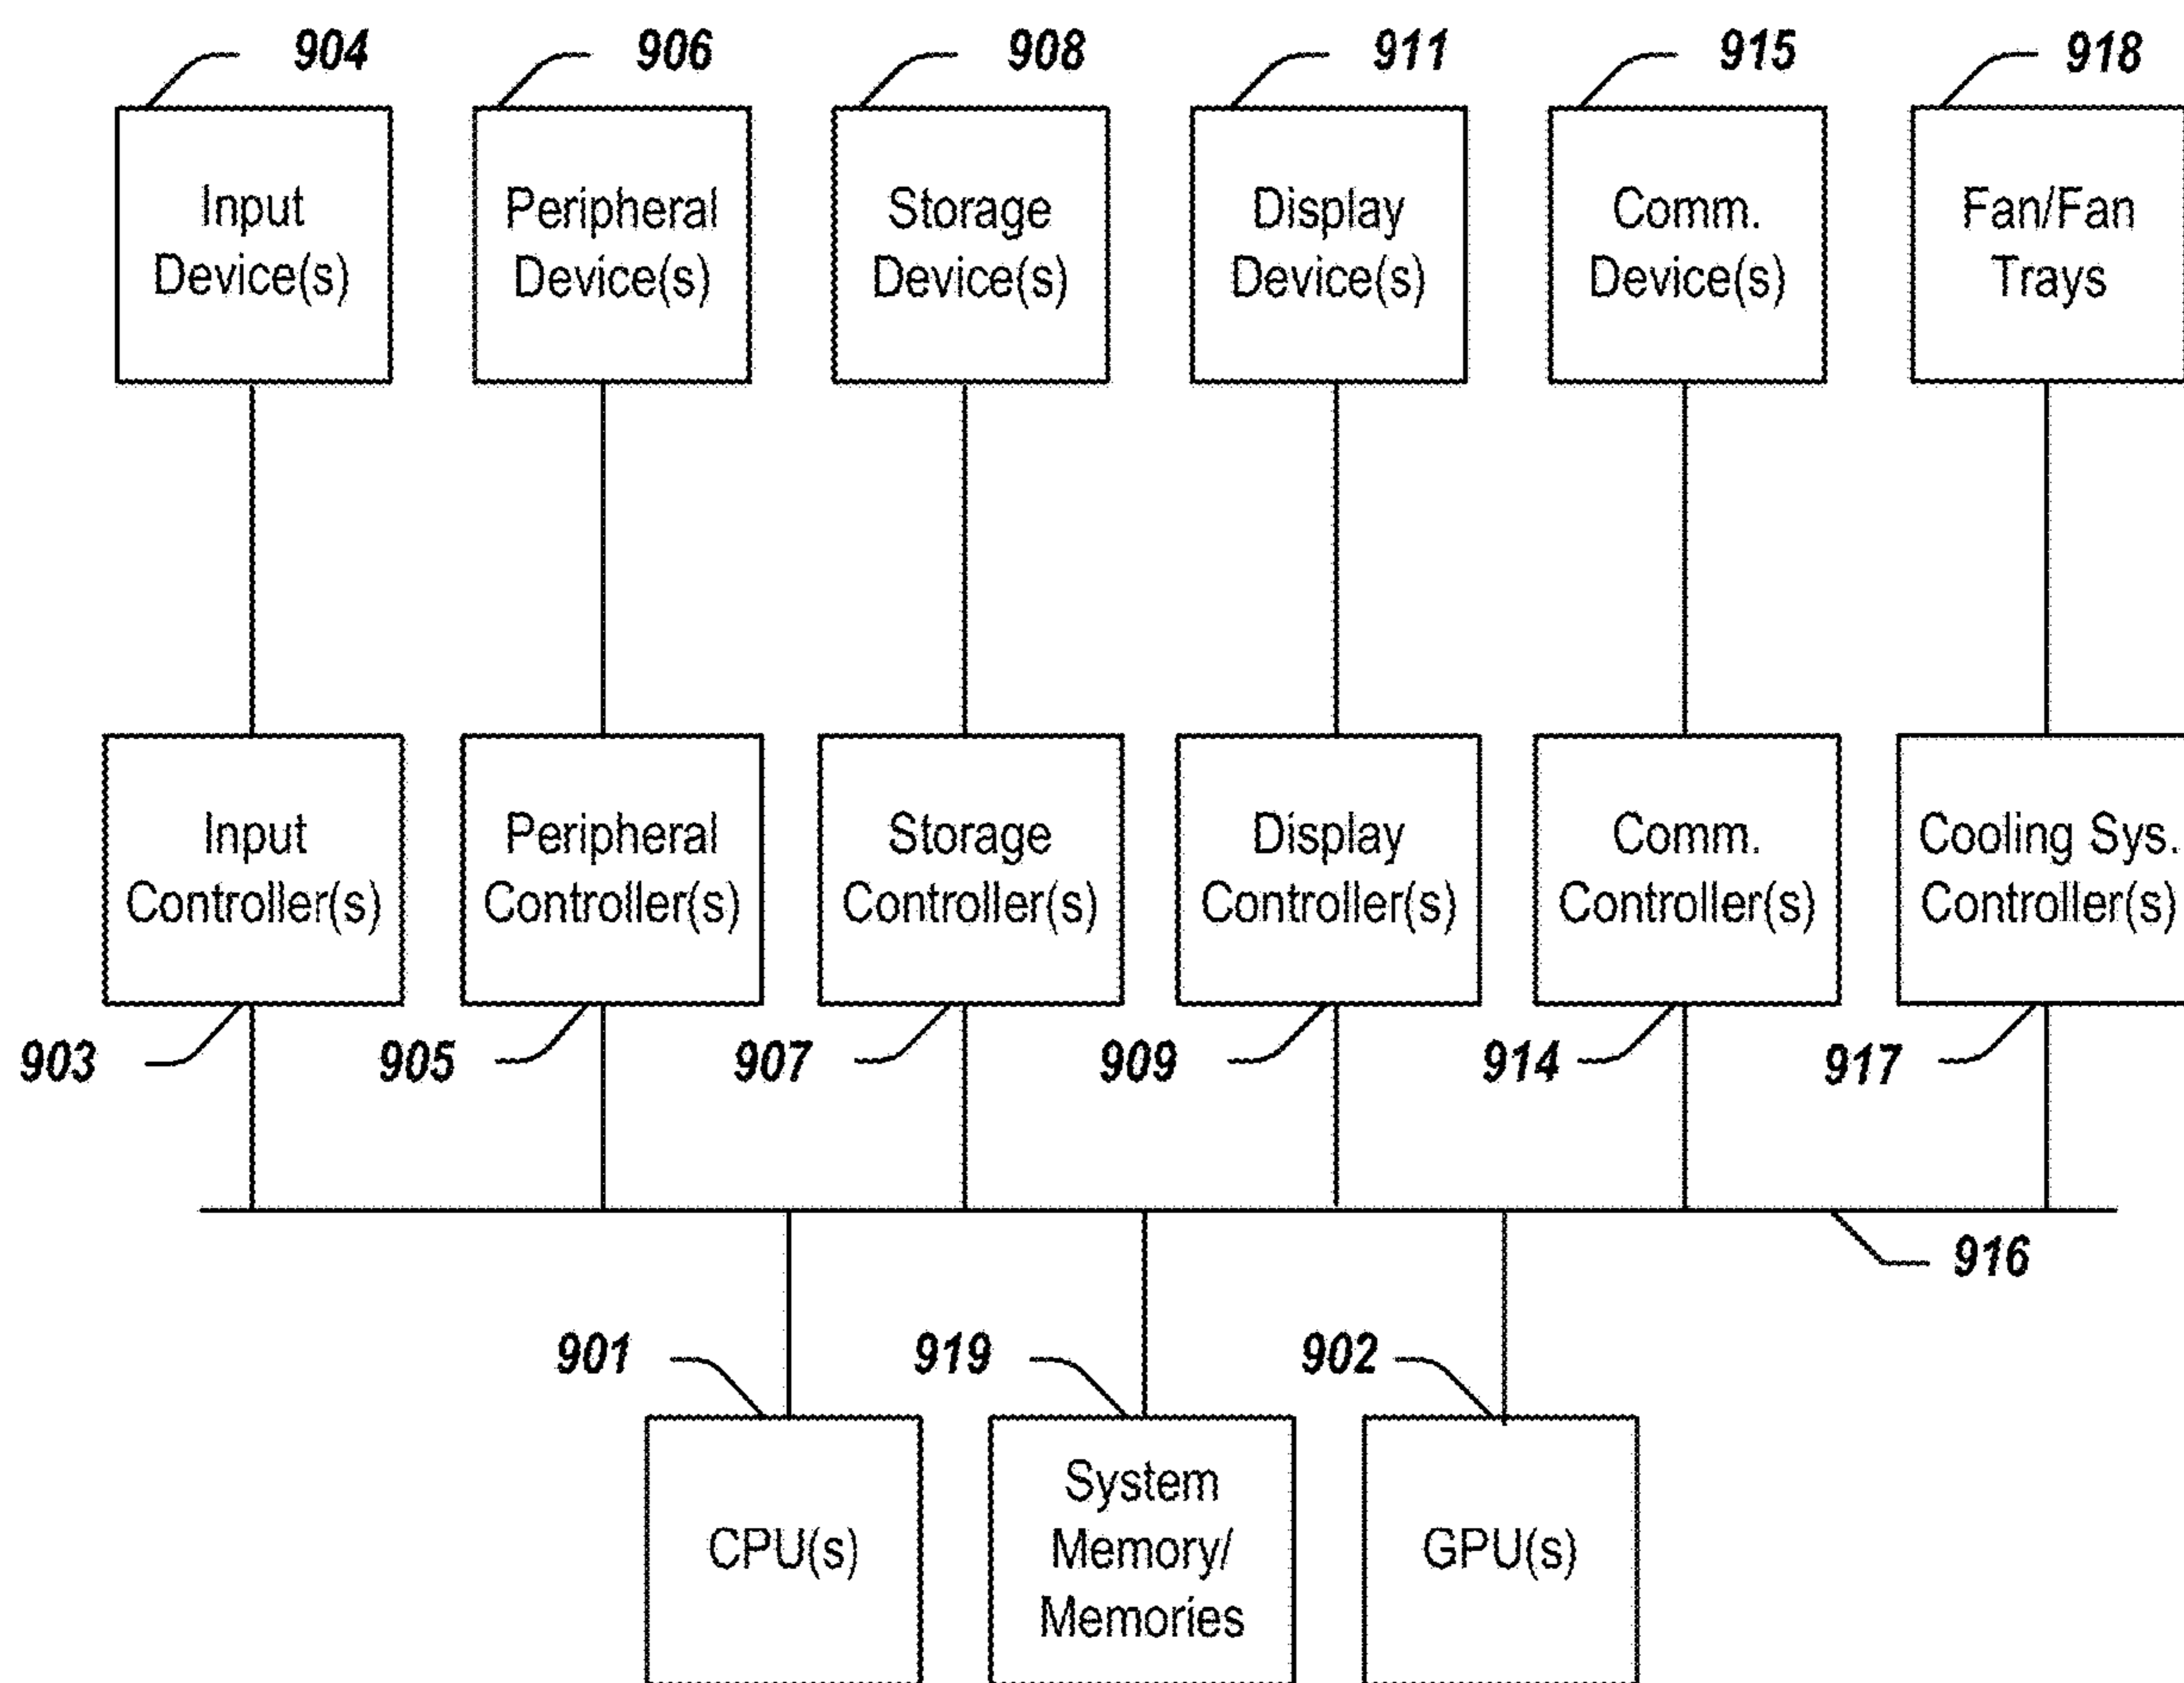 904 906 908 911 915 918
Input Peripheral Storage Display Comm. Fan/Fan
Device(s) Device(s) Device(s) Device(s) Device(s) Trays
Input Peripheral Storage Display Comm. Cooling Sys.
Controller(s) Controller(s) Controller(s) Controller(s) Controller(s) Controller(s)
903 905 907 909 914 917
916
901 919 902
System
CPU(s) Memory/ GPU(s)
Memories